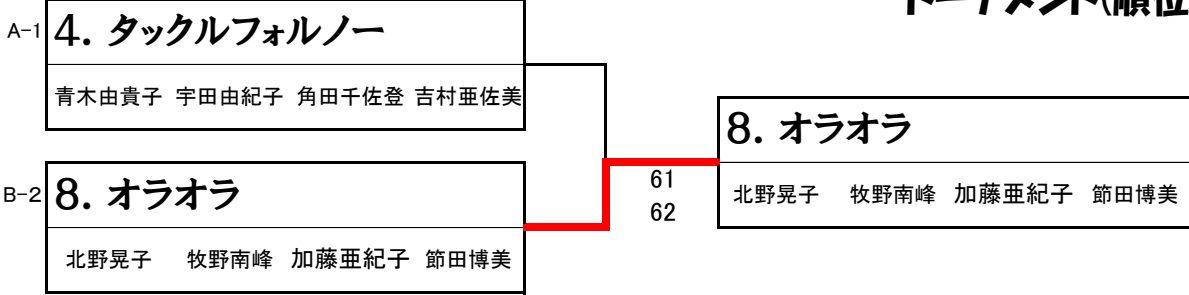 トーナメント(順位
A-1
4. タックルフォルノー
青木由貴子 宇田由紀子 角田千佐登 吉村亜佐美
8. オラオラ
北野晃子 牧野南峰 加藤亜紀子 節田博美
61
62
B-2
8. オラオラ
北野晃子 牧野南峰 加藤亜紀子 節田博美